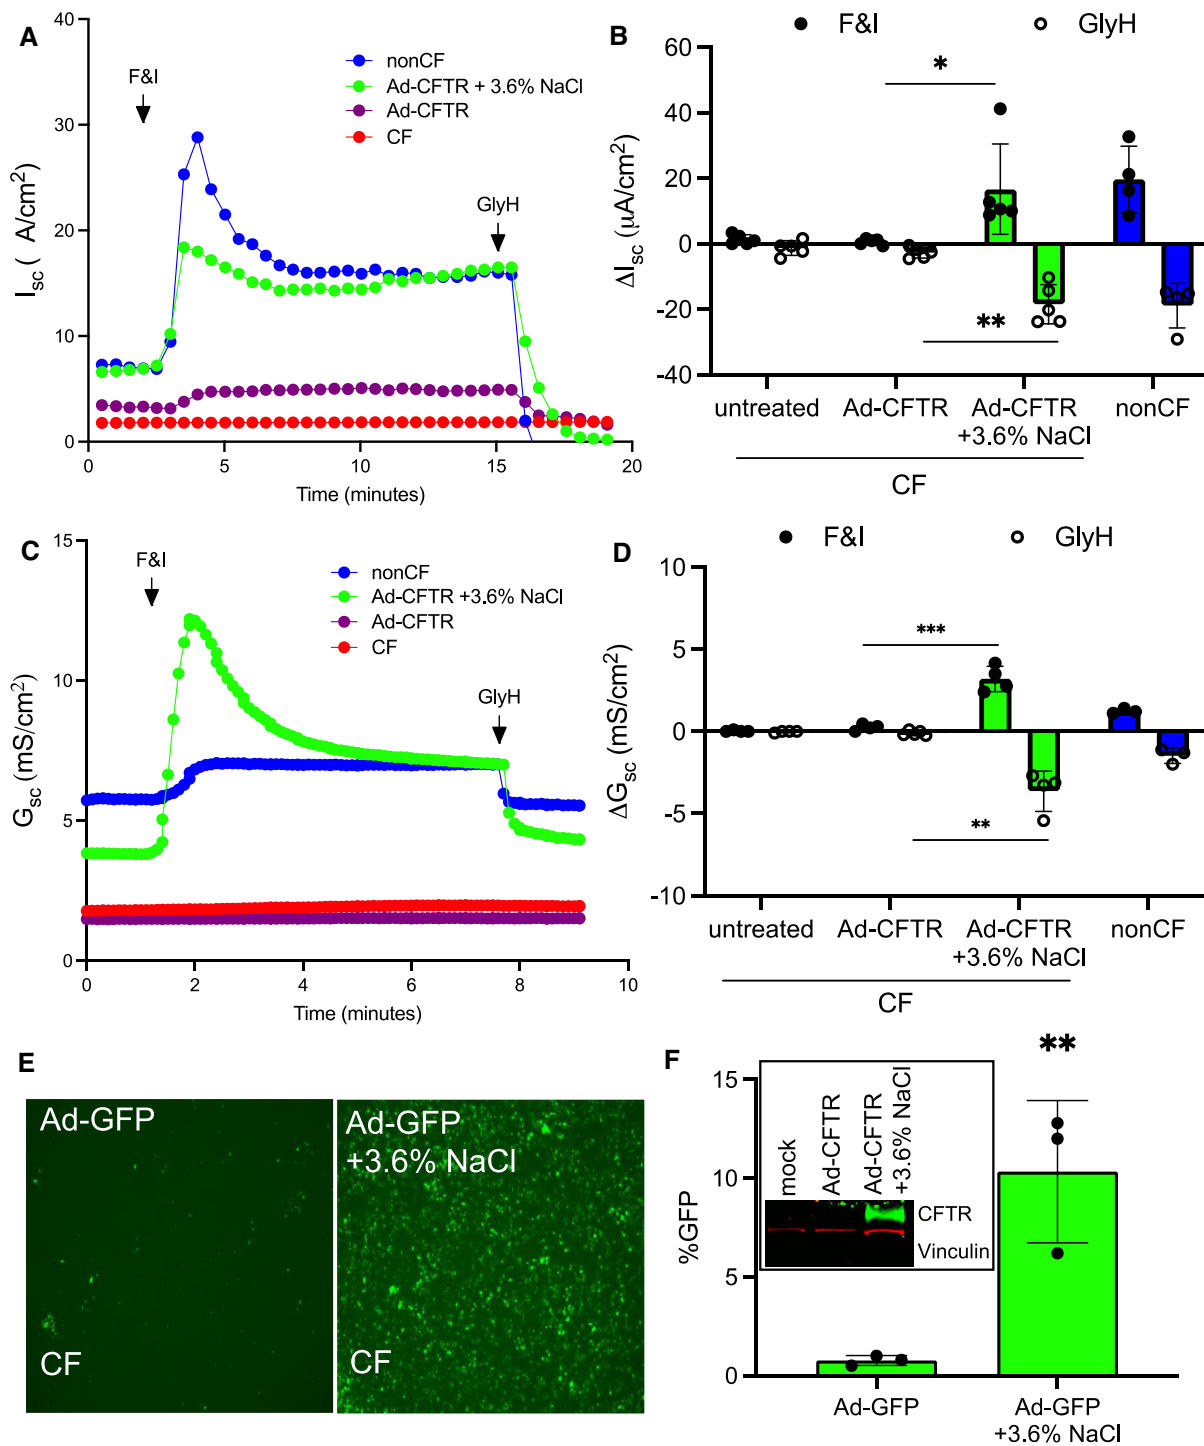 A
40
30
20
10
0
Isc ( A/cm²)
F&I
GlyH
nonCF
Ad-CFTR + 3.6% NaCl
Ad-CFTR
CF
0 5 10 15 20
Time (minutes)
B
F&I GlyH
60
40
20
0
-20
-40
ΔIsc (μA/cm²)
*
**
untreated Ad-CFTR Ad-CFTR nonCF
+3.6% NaCl
CF
C
15
10
5
0
Gsc (mS/cm²)
F&I
GlyH
nonCF
Ad-CFTR +3.6% NaCl
Ad-CFTR
CF
0 2 4 6 8 10
Time (minutes)
D
F&I GlyH
10
5
0
-5
-10
ΔGsc (mS/cm²)
***
**
untreated Ad-CFTR Ad-CFTR nonCF
+3.6% NaCl
CF
E
Ad-GFP
CF
Ad-GFP
+3.6% NaCl
CF
F
**
15
10
5
0
%GFP
mock
Ad-CFTR
Ad-CFTR
+3.6% NaCl
CFTR
Vinculin
Ad-GFP
Ad-GFP
+3.6% NaCl